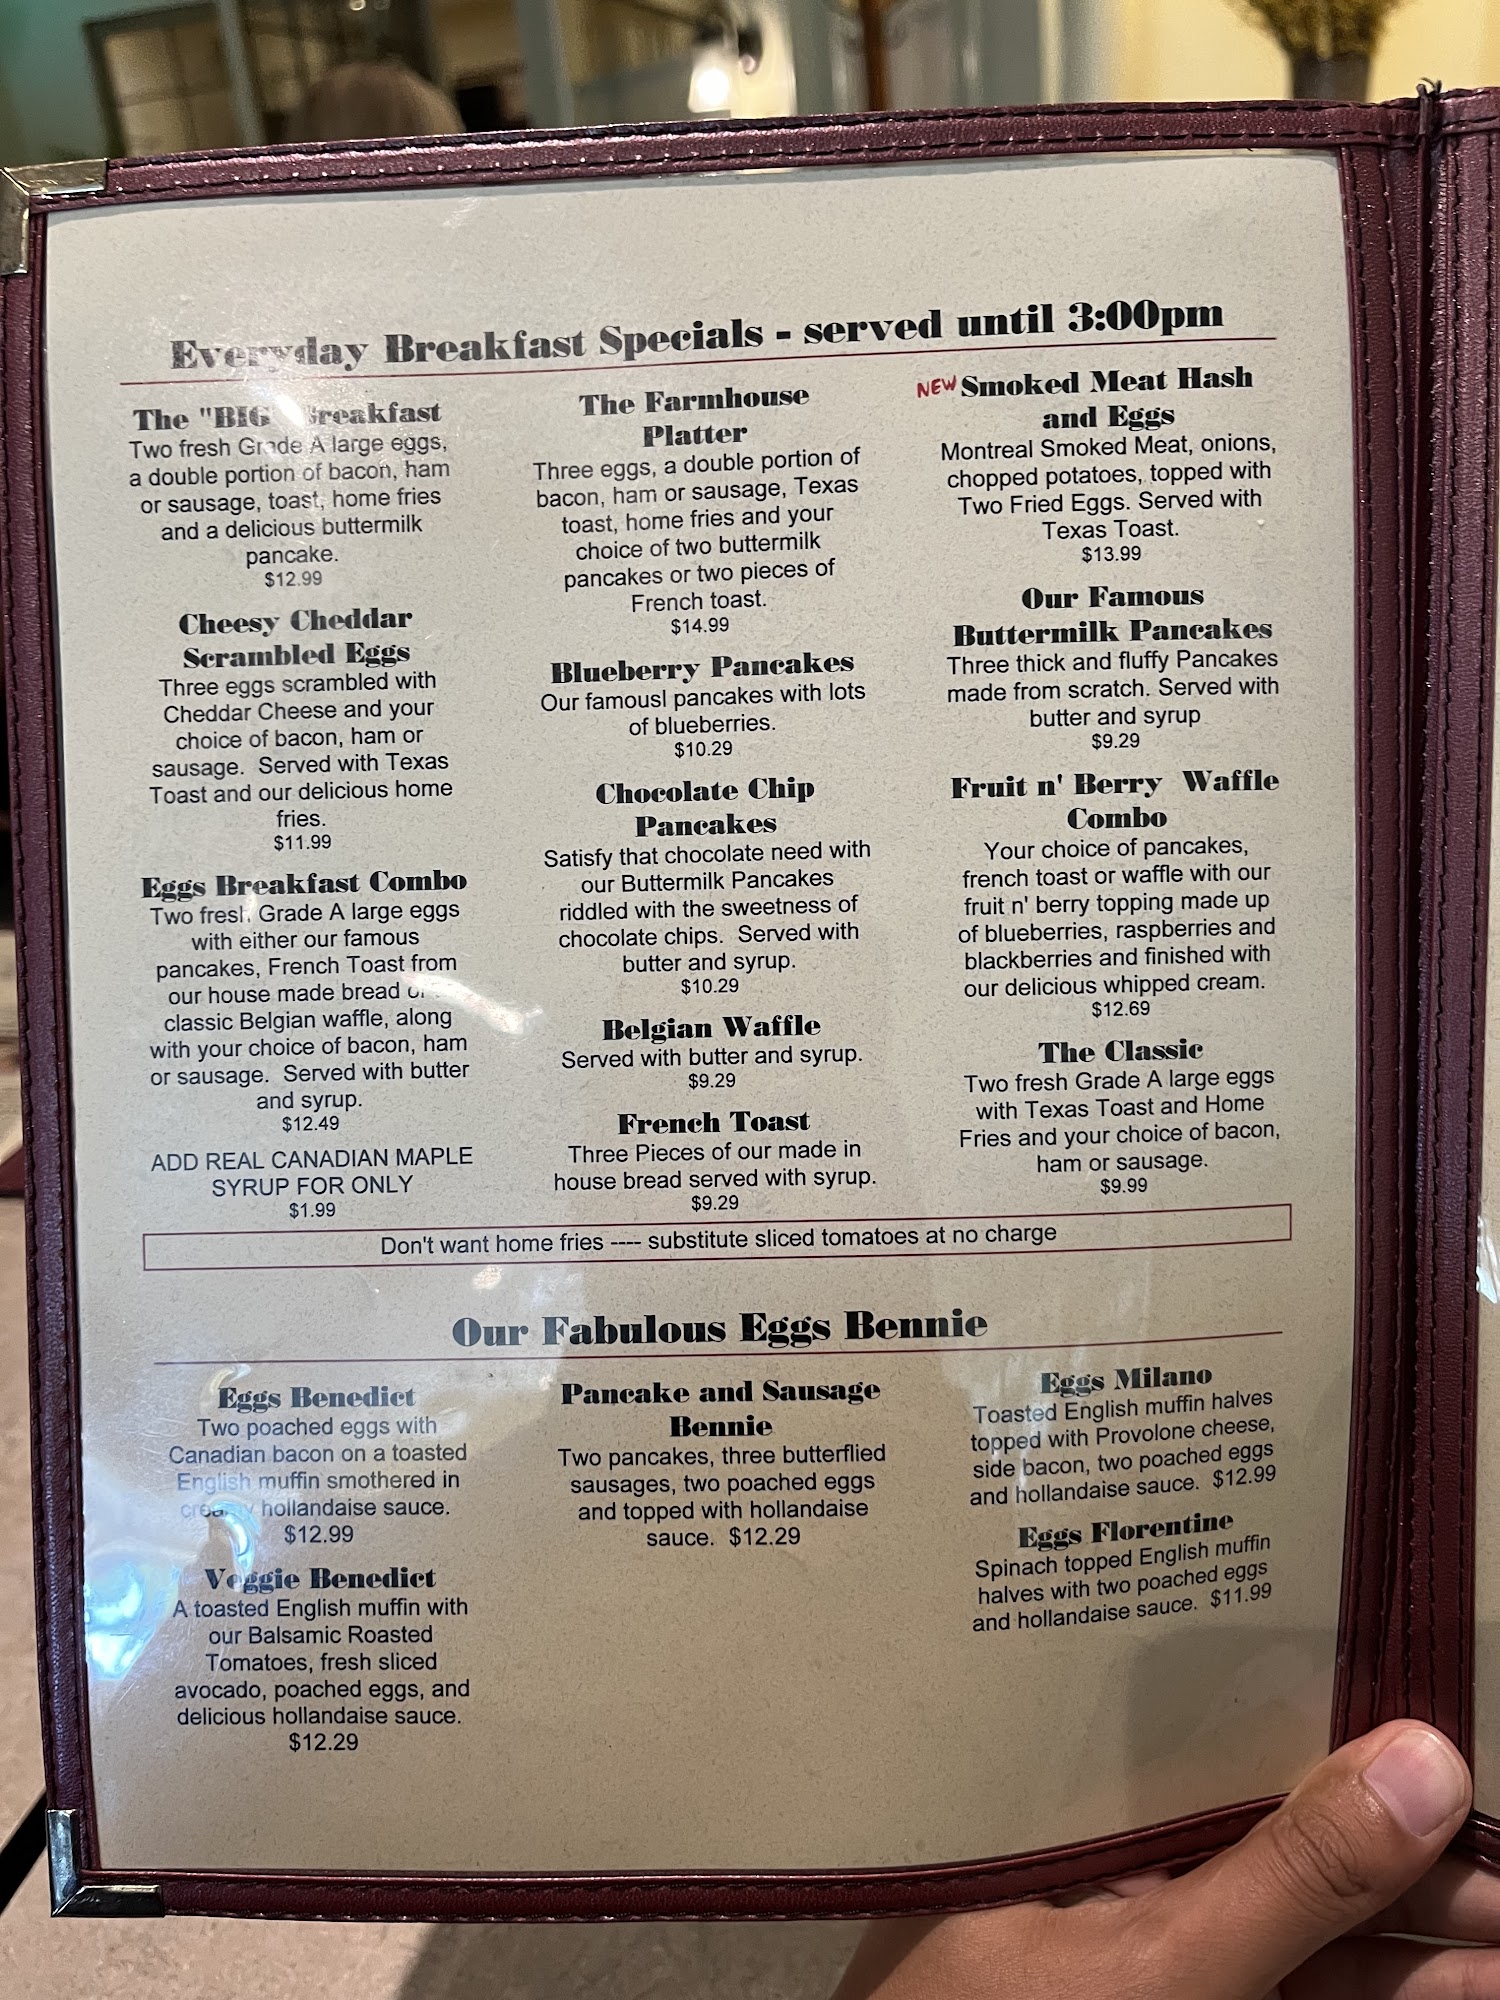 Everyday Breakfast Specials - served until 3:00pm
The "BIG" Breakfast
Two fresh Grade A large eggs,
a double portion of bacon, ham
or sausage, toast, home fries
and a delicious buttermilk
pancake.
$12.99
Cheesy Cheddar
Scrambled Eggs
Three eggs scrambled with
Cheddar Cheese and your
choice of bacon, ham or
sausage. Served with Texas
Toast and our delicious home
fries.
$11.99
Eggs Breakfast Combo
Two fresh Grade A large eggs
with either our famous
pancakes, French Toast from
our house made bread or
classic Belgian waffle, along
with your choice of bacon, ham
or sausage. Served with butter
and syrup.
$12.49
ADD REAL CANADIAN MAPLE
SYRUP FOR ONLY
$1.99
The Farmhouse
Platter
Three eggs, a double portion of
bacon, ham or sausage, Texas
toast, home fries and your
choice of two buttermilk
pancakes or two pieces of
French toast.
$14.99
Blueberry Pancakes
Our famousl pancakes with lots
of blueberries.
$10.29
Chocolate Chip
Pancakes
Satisfy that chocolate need with
our Buttermilk Pancakes
riddled with the sweetness of
chocolate chips. Served with
butter and syrup.
$10.29
Belgian Waffle
Served with butter and syrup.
$9.29
French Toast
Three Pieces of our made in
house bread served with syrup.
$9.29
NEW Smoked Meat Hash
and Eggs
Montreal Smoked Meat, onions,
chopped potatoes, topped with
Two Fried Eggs. Served with
Texas Toast.
$13.99
Our Famous
Buttermilk Pancakes
Three thick and fluffy Pancakes
made from scratch. Served with
butter and syrup
$9.29
Fruit n' Berry Waffle
Combo
Your choice of pancakes,
french toast or waffle with our
fruit n' berry topping made up
of blueberries, raspberries and
blackberries and finished with
our delicious whipped cream.
$12.69
The Classic
Two fresh Grade A large eggs
with Texas Toast and Home
Fries and your choice of bacon,
ham or sausage.
$9.99
Don't want home fries ---- substitute sliced tomatoes at no charge
Our Fabulous Eggs Bennie
Eggs Benedict
Two poached eggs with
Canadian bacon on a toasted
English muffin smothered in
creamy hollandaise sauce.
$12.99
Veggie Benedict
A toasted English muffin with
our Balsamic Roasted
Tomatoes, fresh sliced
avocado, poached eggs, and
delicious hollandaise sauce.
$12.29
Pancake and Sausage
Bennie
Two pancakes, three butterflied
sausages, two poached eggs
and topped with hollandaise
sauce. $12.29
Eggs Milano
Toasted English muffin halves
topped with Provolone cheese,
side bacon, two poached eggs
and hollandaise sauce. $12.99
Eggs Florentine
Spinach topped English muffin
halves with two poached eggs
and hollandaise sauce. $11.99